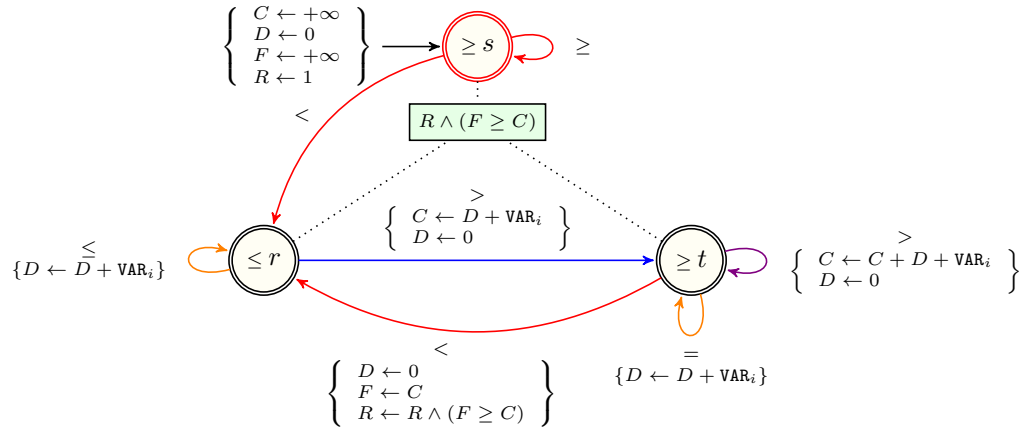 C ← +∞
D ← 0
F ← +∞
R ← 1
≥ s
≥
<
R ∧ (F ≥ C)
>
C ← D + VAR_i
D ← 0
≤
{D ← D + VAR_i}
≤ r
≥ t
>
C ← C + D + VAR_i
D ← 0
<
D ← 0
F ← C
R ← R ∧ (F ≥ C)
=
{D ← D + VAR_i}